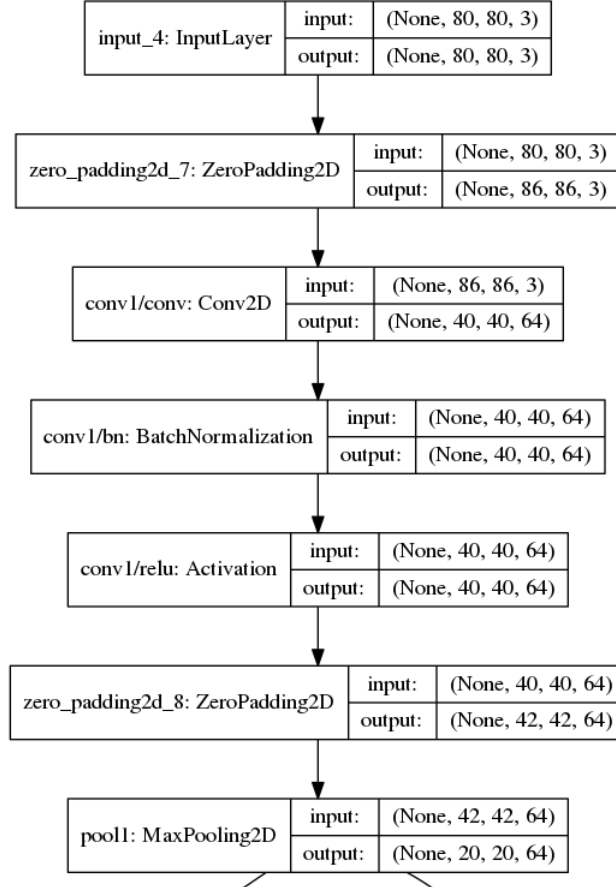 input_4: InputLayer
input: (None, 80, 80, 3)
output: (None, 80, 80, 3)
zero_padding2d_7: ZeroPadding2D
input: (None, 80, 80, 3)
output: (None, 86, 86, 3)
conv1/conv: Conv2D
input: (None, 86, 86, 3)
output: (None, 40, 40, 64)
conv1/bn: BatchNormalization
input: (None, 40, 40, 64)
output: (None, 40, 40, 64)
conv1/relu: Activation
input: (None, 40, 40, 64)
output: (None, 40, 40, 64)
zero_padding2d_8: ZeroPadding2D
input: (None, 40, 40, 64)
output: (None, 42, 42, 64)
pool1: MaxPooling2D
input: (None, 42, 42, 64)
output: (None, 20, 20, 64)